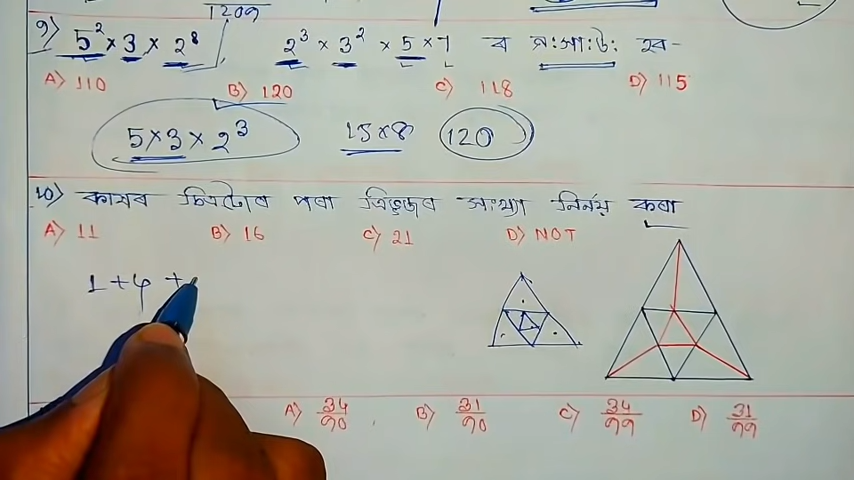 1209
9) 5² × 3 × 2⁸ 2³ × 3² × 5 × 7 ৰ ল:সা:উ: হব-
A) 110 B) 120 C) 118 D) 115
5×3×2³ 15×8 120
10) কাষৰ চিত্ৰটোৰ পৰা ত্ৰিভুজৰ সংখ্যা নিৰ্নয় কৰা
A) 11 B) 16 C) 21 D) NOT
1+4+
A) 34/90 B) 31/90 C) 34/99 D) 31/99